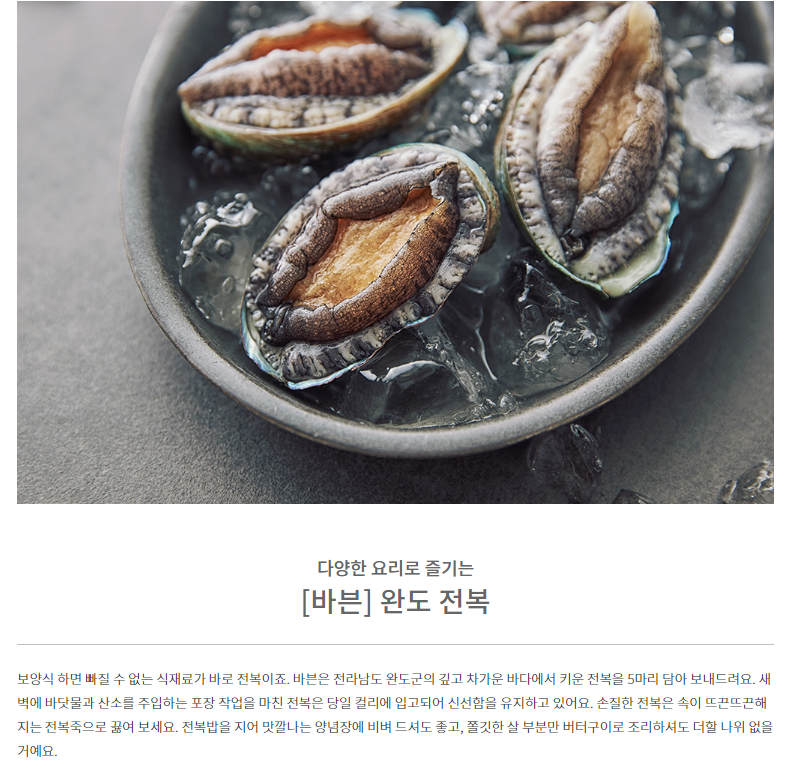 다양한 요리로 즐기는
[바븐] 완도 전복
보양식 하면 빠질 수 없는 식재료가 바로 전복이죠. 바븐은 전라남도 완도군의 깊고 차가운 바다에서 키운 전복을 5마리 담아 보내드려요. 새
벽에 바닷물과 산소를 주입하는 포장 작업을 마친 전복은 당일 컬리에 입고되어 신선함을 유지하고 있어요. 손질한 전복은 속이 뜨끈뜨끈해
지는 전복죽으로 끓여 보세요. 전복밥을 지어 맛깔나는 양념장에 비벼 드셔도 좋고, 쫄깃한 살 부분만 버터구이로 조리하셔도 더할 나위 없을
거예요.